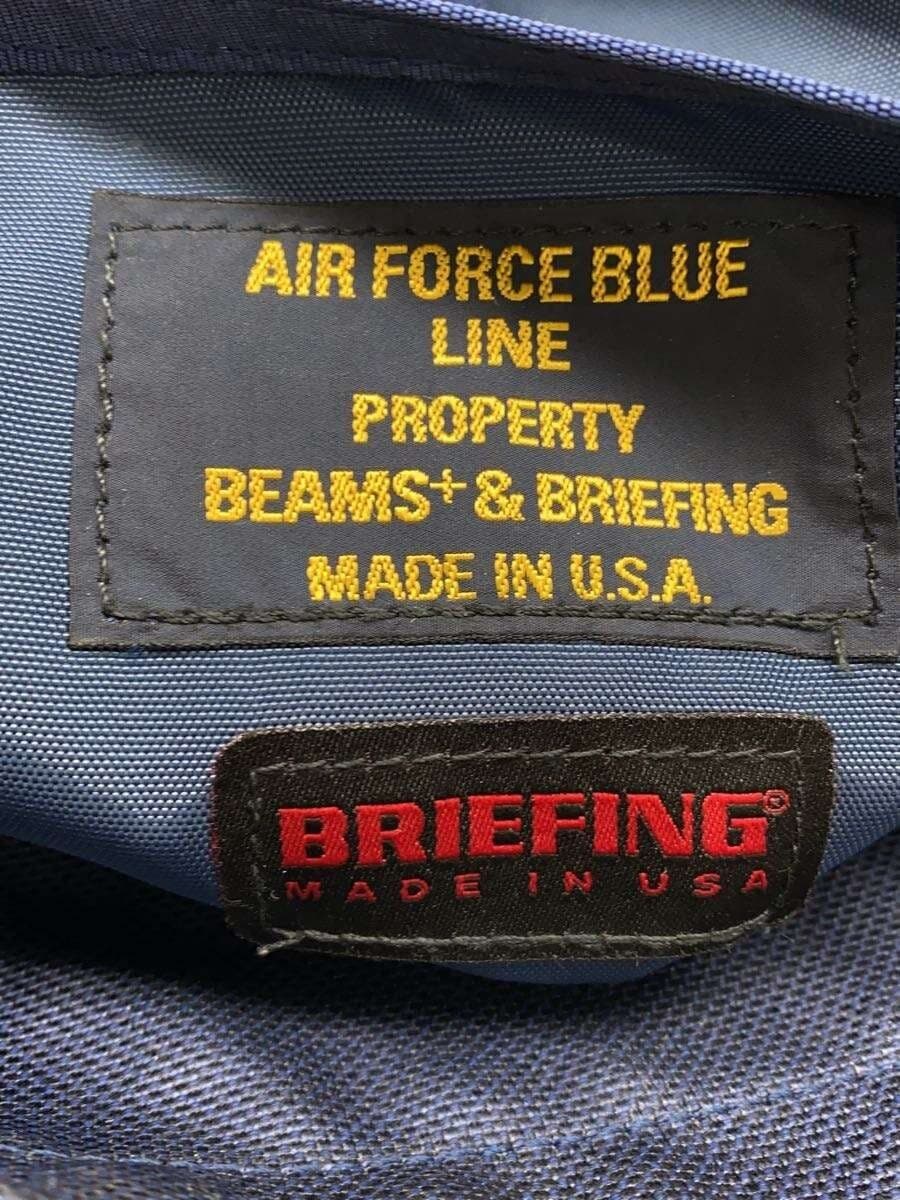 AIR FORCE BLUE
LINE
PROPERTY
BEAMS+ & BRIEFING
MADE IN U.S.A.
BRIEFING®
MADE IN USA